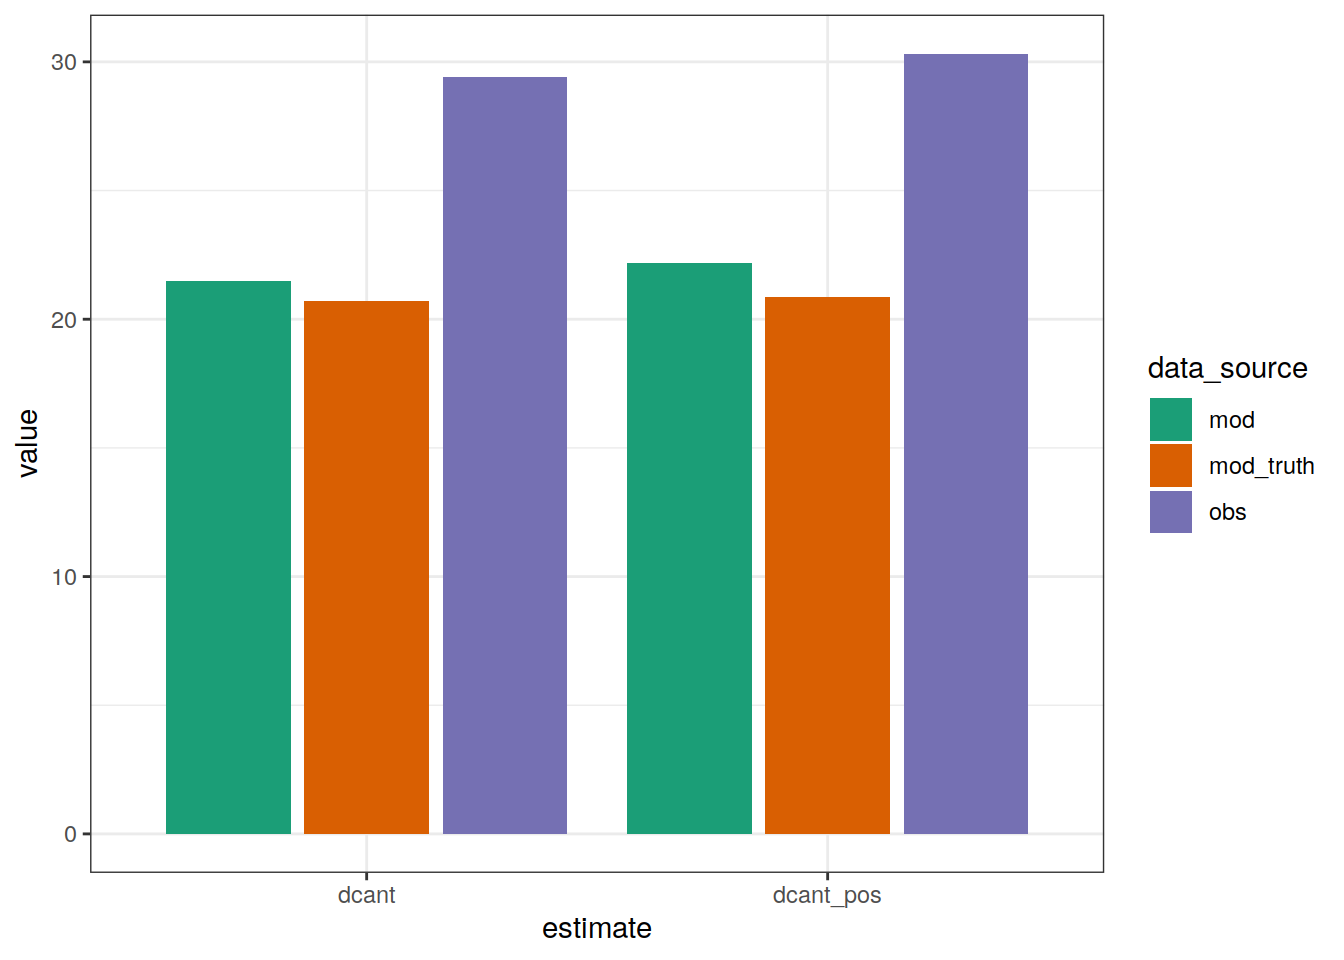 30
20
10
0
value
dcant
dcant_pos
estimate
data_source
mod
mod_truth
obs